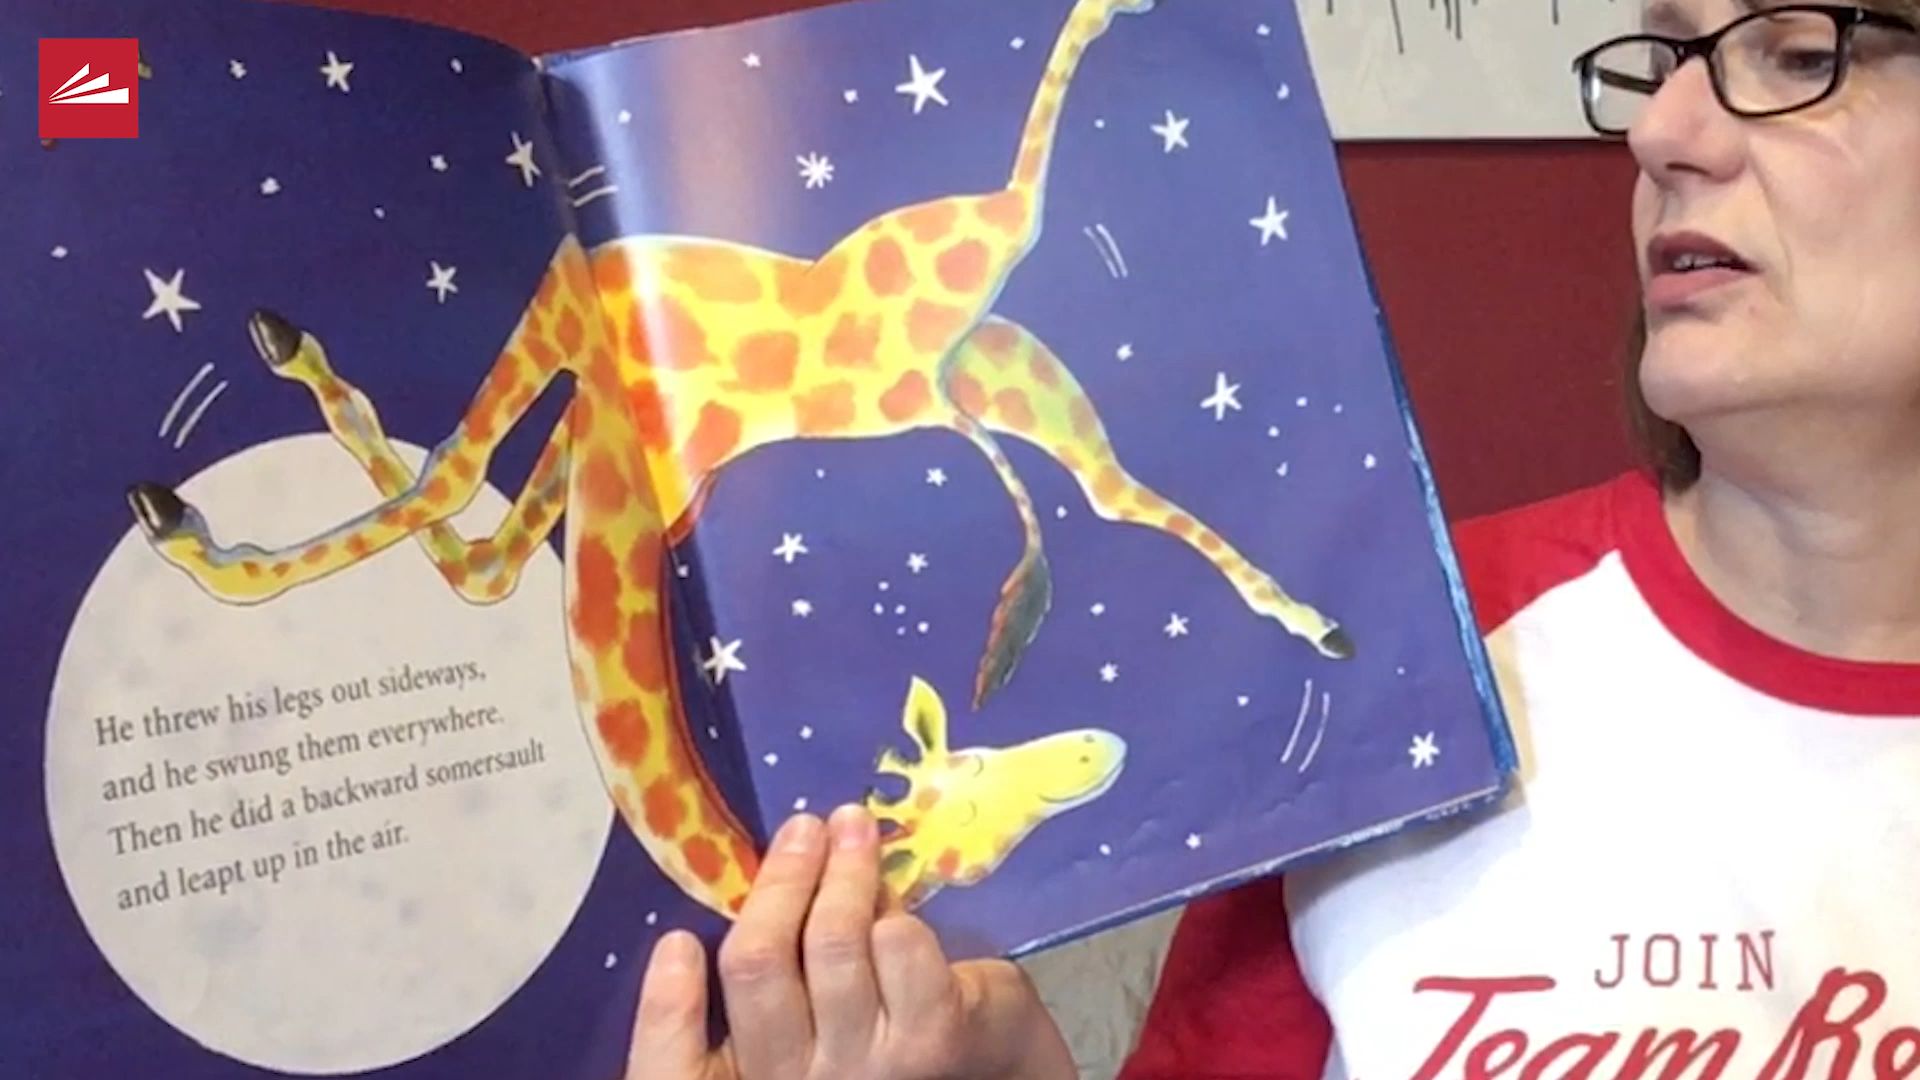 He threw his legs out sideways,
and he swung them everywhere.
Then he did a backward somersault
and leapt up in the air.
JOIN
Team